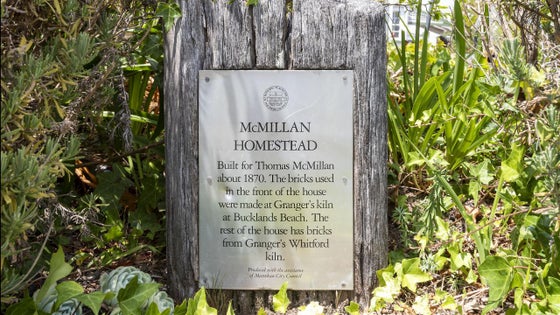 McMILLAN
HOMESTEAD
Built for Thomas McMillan
about 1870. The bricks used
in the front of the house
were made at Granger's kiln
at Bucklands Beach. The
rest of the house has bricks
from Granger's Whitford
kiln.
Produced with the assistance
of Manukau City Council